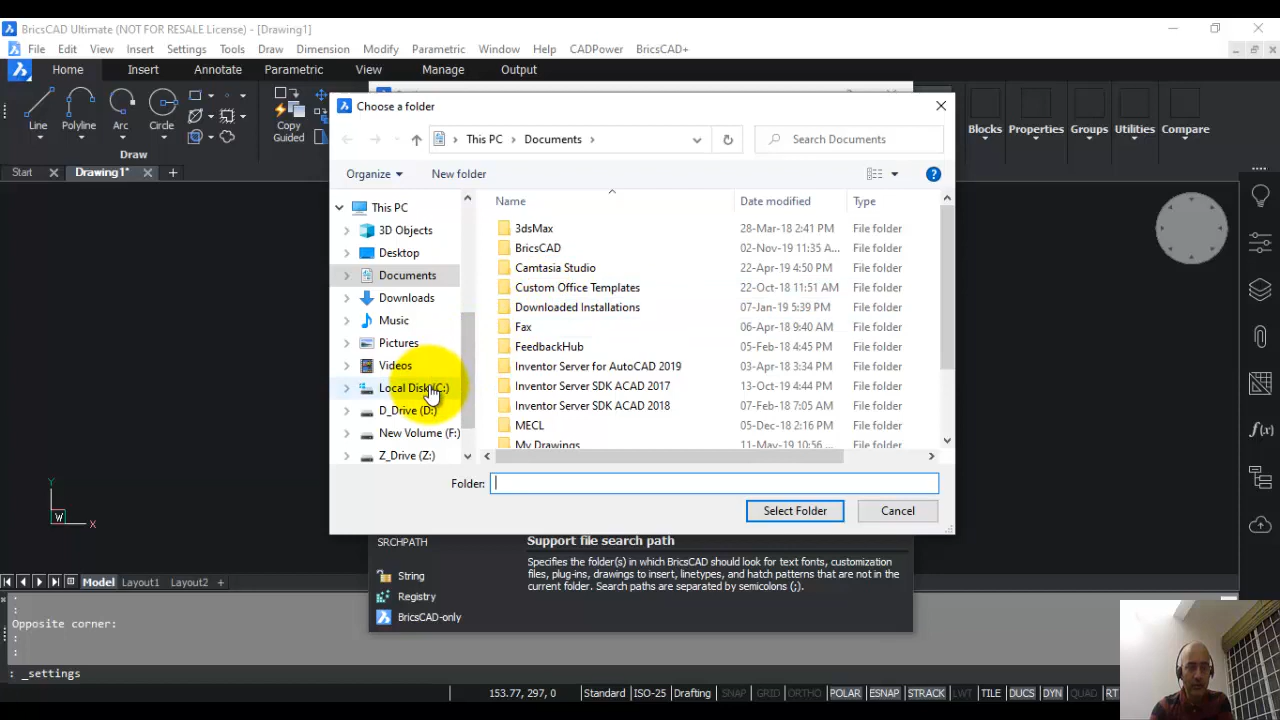 BricsCAD Ultimate (NOT FOR RESALE License) - [Drawing1]
File Edit View Insert Settings Tools Draw Dimension Modify Parametric Window Help CADPower BricsCAD+
Home Insert Annotate Parametric View Manage Output
Choose a folder
This PC > Documents >
Search Documents
Line Polyline Arc Circle
Copy
Guided
Blocks Properties Groups Utilities Compare
Draw
Organize New folder
Start Drawing1*
Name Date modified Type
This PC
3D Objects
Desktop
Documents
Downloads
Music
Pictures
Videos
Local Disk (C:)
D_Drive (D:)
New Volume (F:)
Z_Drive (Z:)
3dsMax 28-Mar-18 2:41 PM File folder
BricsCAD 02-Nov-19 11:35 A... File folder
Camtasia Studio 22-Apr-19 4:50 PM File folder
Custom Office Templates 22-Oct-18 11:51 AM File folder
Downloaded Installations 07-Jan-19 5:39 PM File folder
Fax 06-Apr-18 9:40 AM File folder
FeedbackHub 05-Feb-18 4:45 PM File folder
Inventor Server for AutoCAD 2019 03-Apr-18 3:34 PM File folder
Inventor Server SDK ACAD 2017 13-Oct-19 4:44 PM File folder
Inventor Server SDK ACAD 2018 07-Feb-18 7:05 AM File folder
MECL 05-Dec-18 2:16 PM File folder
My Drawings 11-May-19 10:56 ... File folder
Folder:
Select Folder Cancel
Y
W X
SRCHPATH
String
Registry
BricsCAD-only
Support file search path
Specifies the folder(s) in which BricsCAD should look for text fonts, customization
files, plug-ins, drawings to insert, linetypes, and hatch patterns that are not in the
current folder. Search paths are separated by semicolons (;).
Model Layout1 Layout2 +
:
:
Opposite corner:
:
:
: _settings
153.77, 297, 0 Standard ISO-25 Drafting SNAP GRID ORTHO POLAR ESNAP STRACK LWT TILE DUCS DYN QUAD RT